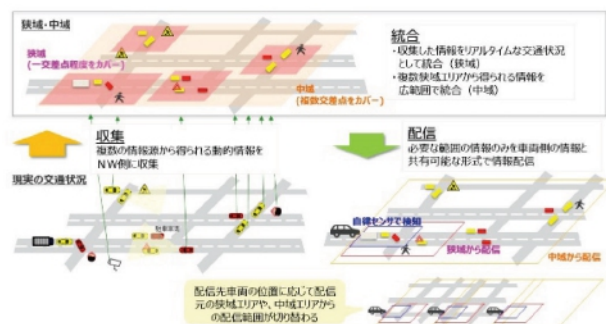 狭域・中域
狭域
(一交差点程度をカバー)
中域
(複数交差点をカバー)
統合
・収集した情報をリアルタイムな交通状況
として統合（狭域）
・複数狭域エリアから得られる情報を
広範囲で統合（中域）
収集
複数の情報源から得られる動的情報を
NW側に収集
配信
必要な範囲の情報のみを車両側の情報と
共有可能な形式で情報配信
現実の交通状況
自律センサで検知
狭域から配信
中域から配信
配信先車両の位置に応じて配信
元の狭域エリアや、中域エリアから
の配信範囲が切り替わる